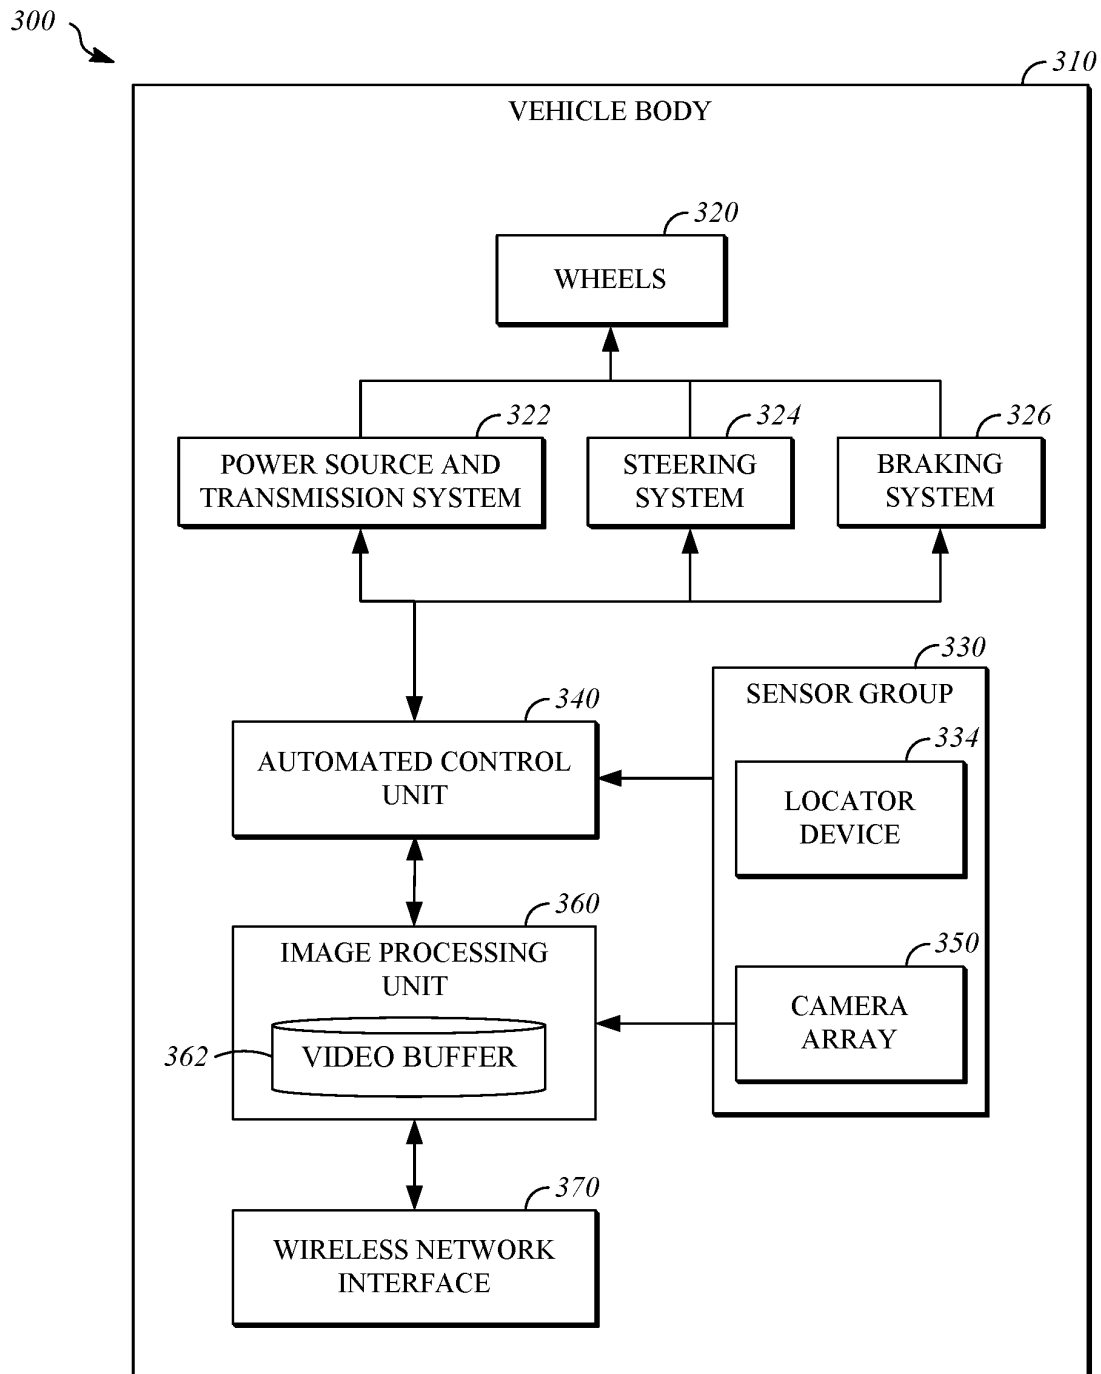 300
310
VEHICLE BODY
320
WHEELS
322
POWER SOURCE AND
TRANSMISSION SYSTEM
324
STEERING
SYSTEM
326
BRAKING
SYSTEM
330
SENSOR GROUP
334
LOCATOR
DEVICE
340
AUTOMATED CONTROL
UNIT
350
CAMERA
ARRAY
360
IMAGE PROCESSING
UNIT
362
VIDEO BUFFER
370
WIRELESS NETWORK
INTERFACE